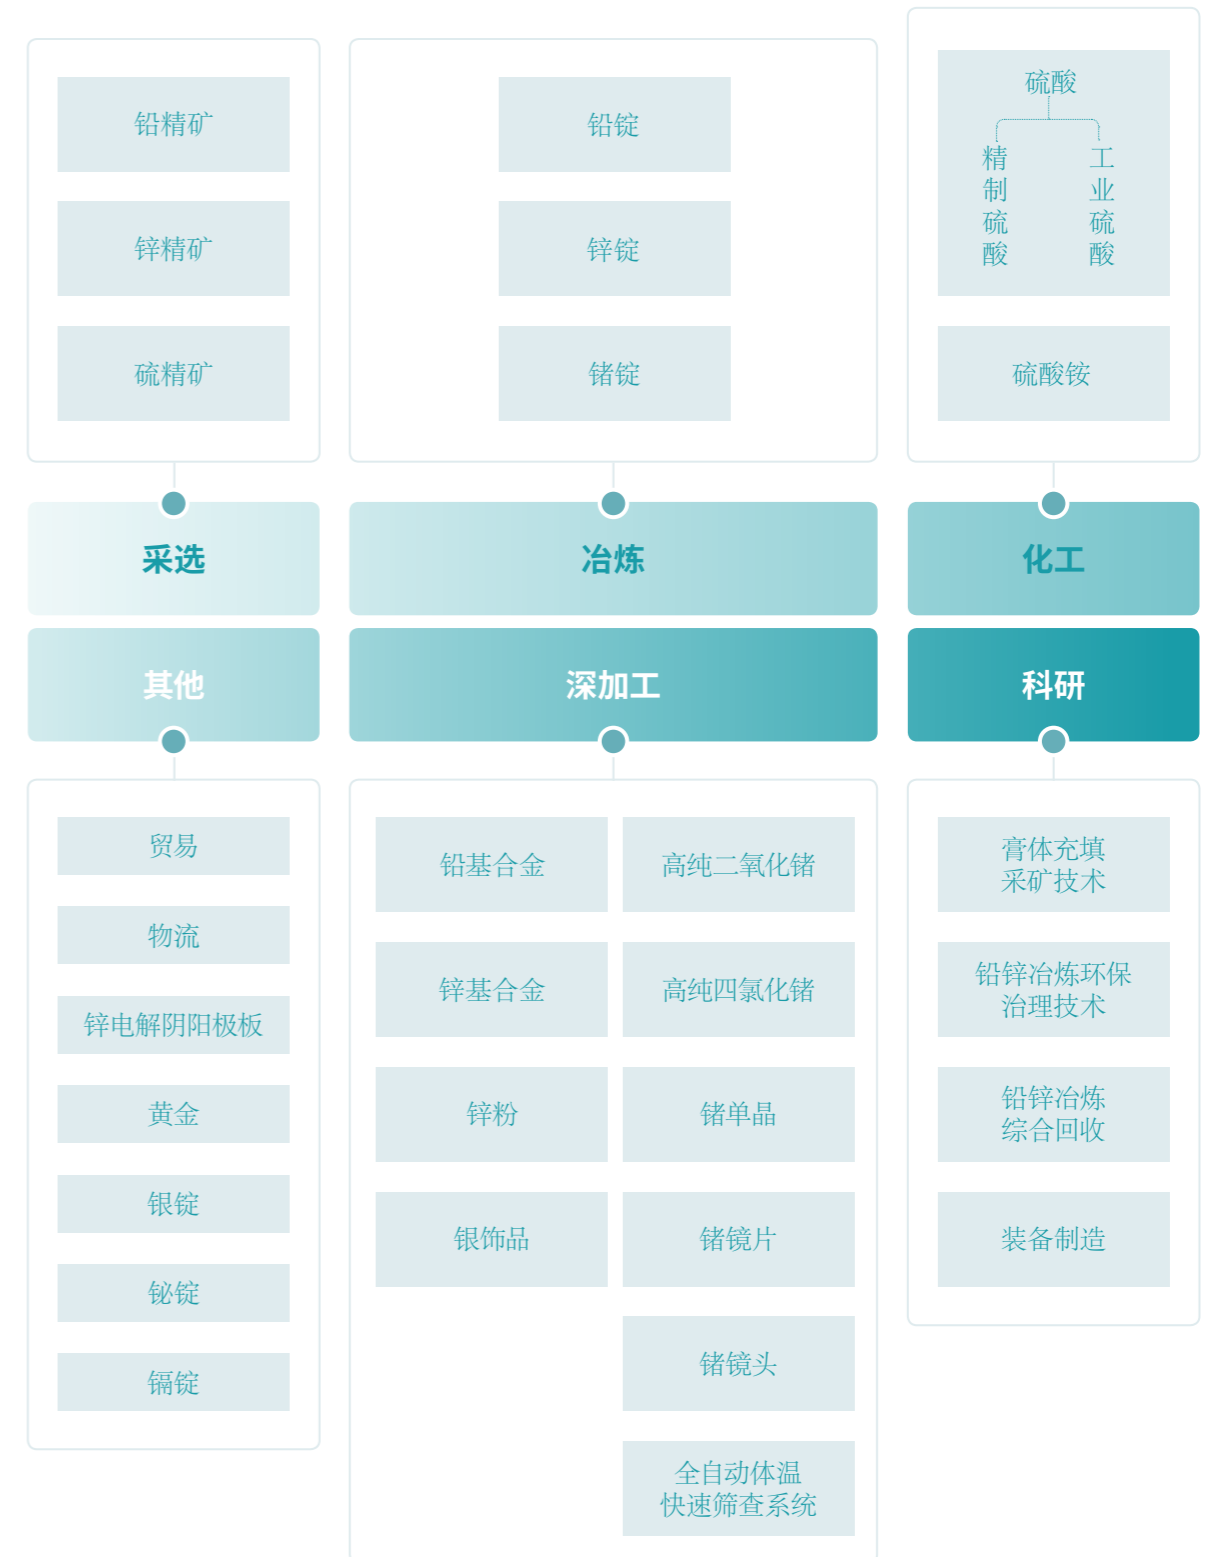 铅精矿
锌精矿
硫精矿
铅锭
锌锭
锗锭
硫酸
精制硫酸
工业硫酸
硫酸铵
采选
冶炼
化工
其他
深加工
科研
贸易
物流
锌电解阴阳极板
黄金
银锭
铋锭
镉锭
铅基合金
锌基合金
锌粉
银饰品
高纯二氧化锗
高纯四氯化锗
锗单晶
锗镜片
锗镜头
全自动体温
快速筛查系统
膏体充填
采矿技术
铅锌冶炼环保
治理技术
铅锌冶炼
综合回收
装备制造